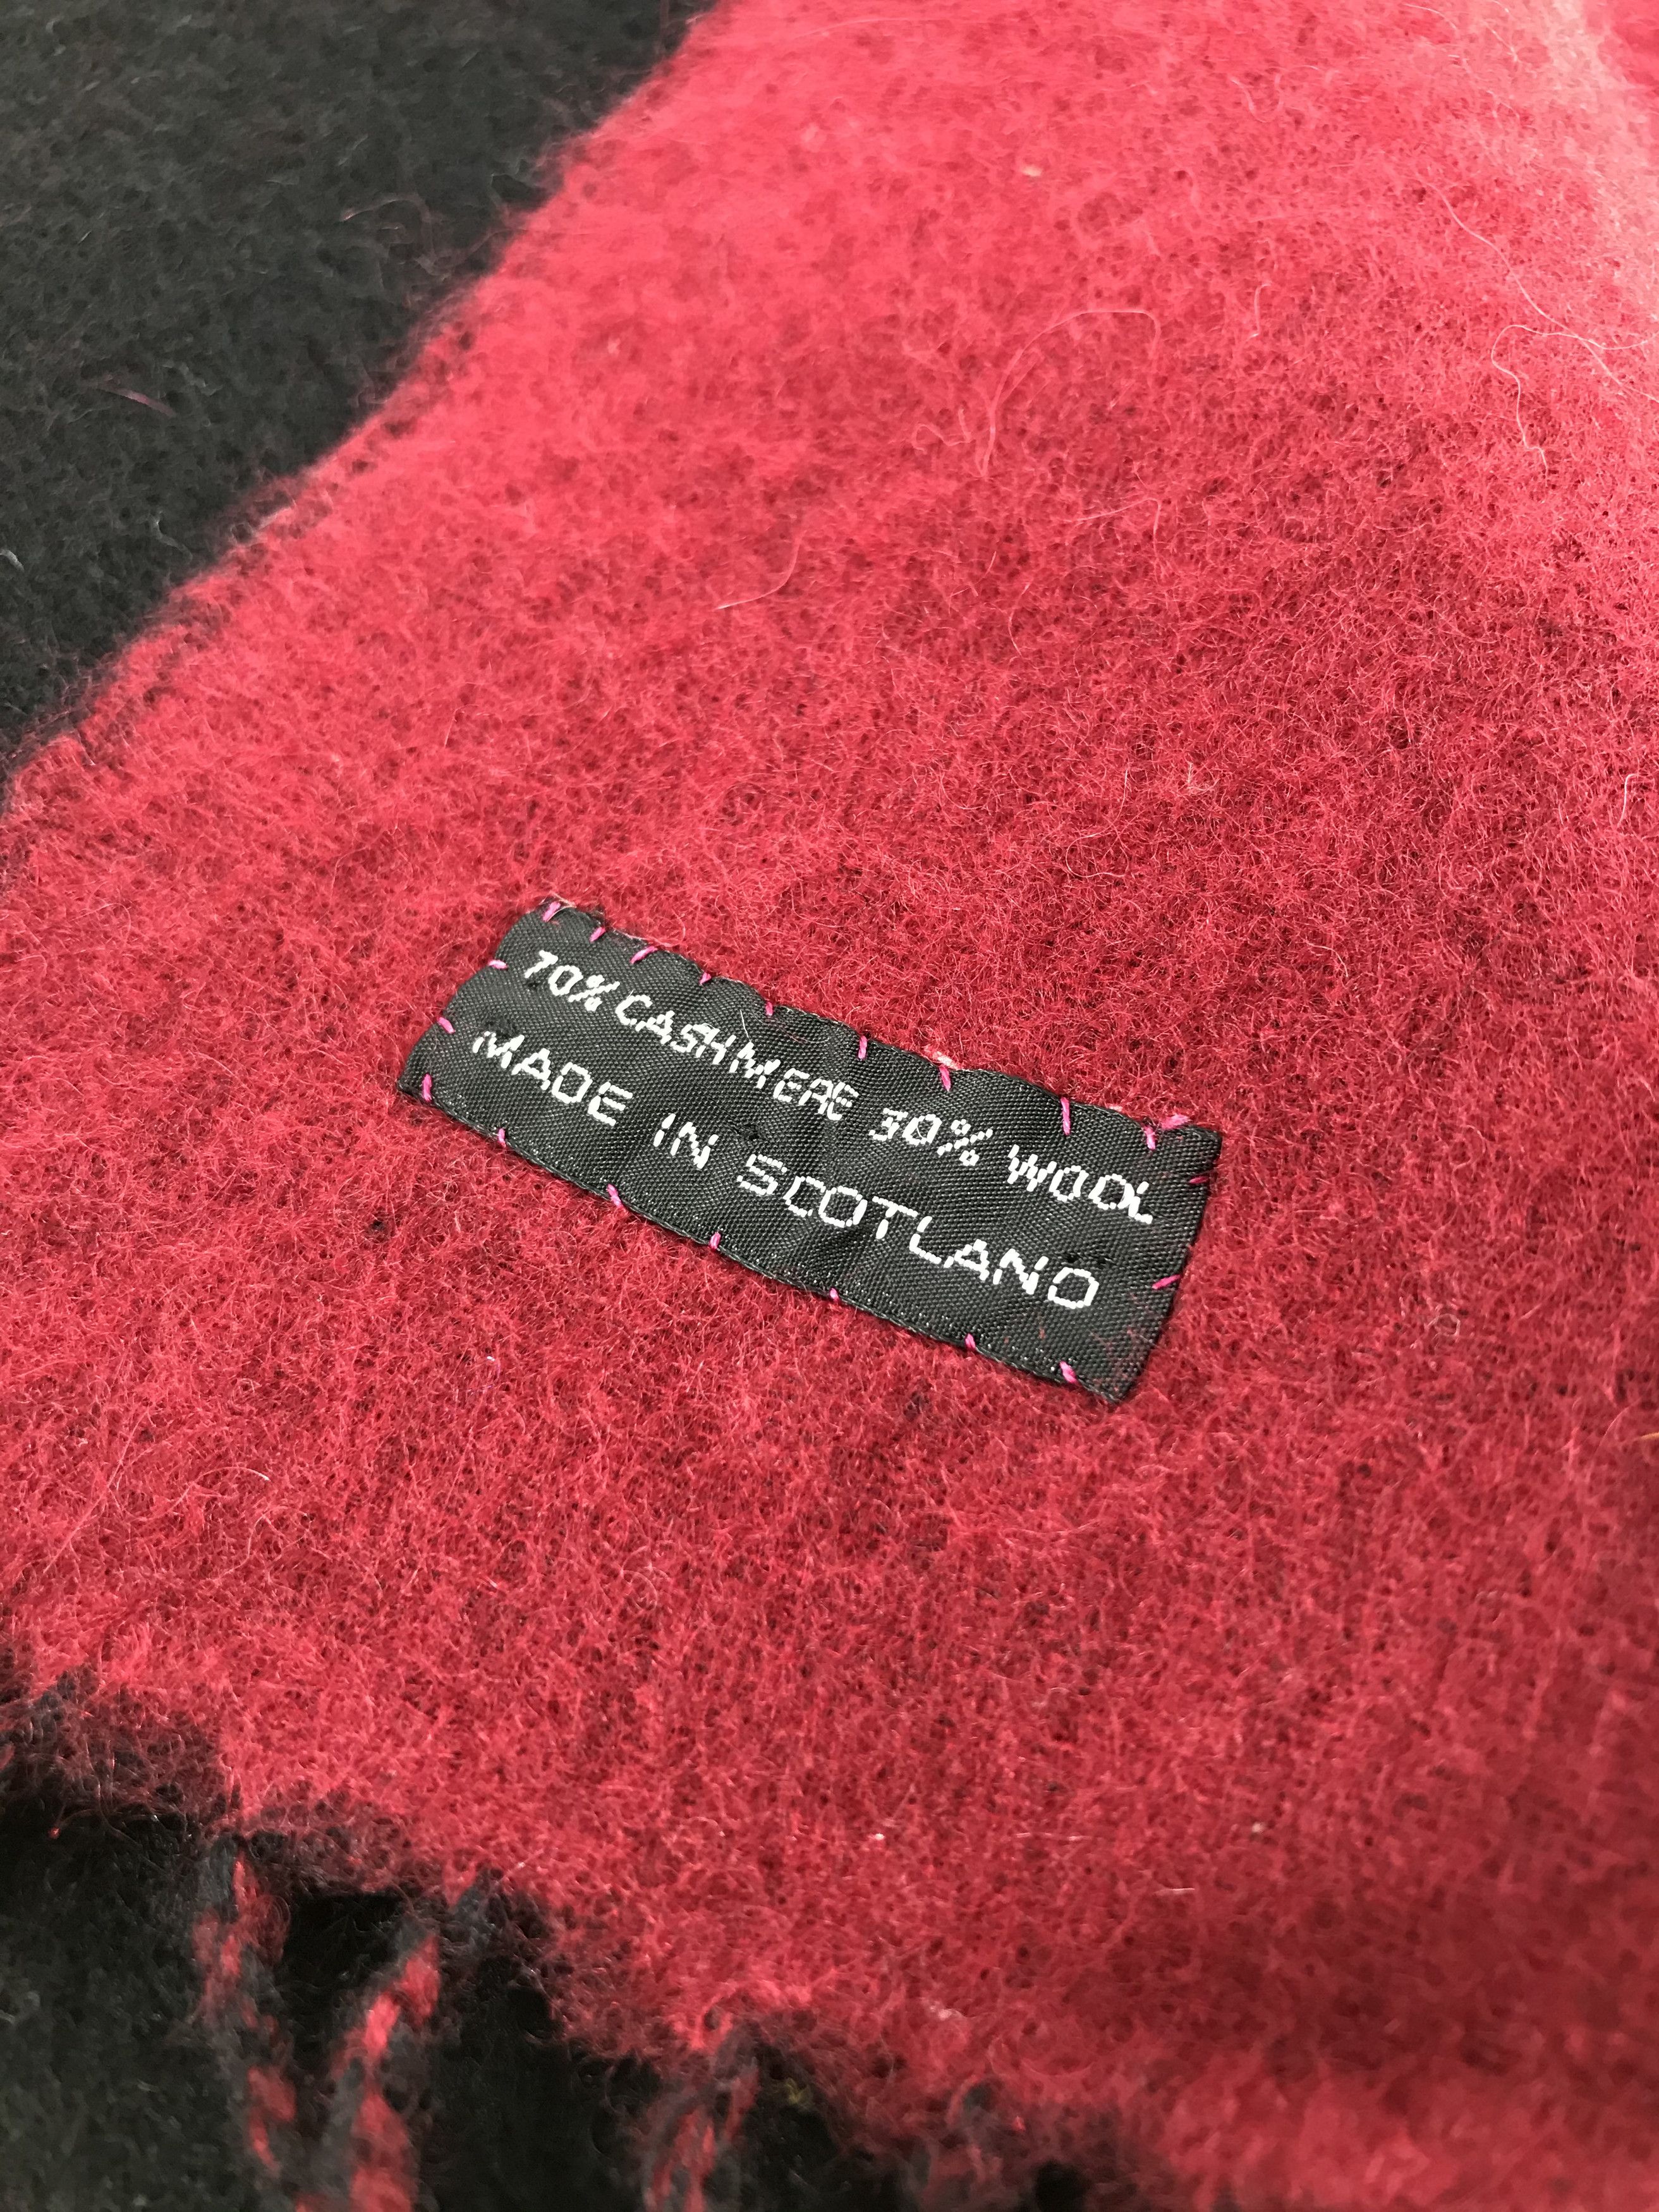 70% CASHMERE 30% WOOL
MADE IN SCOTLAND